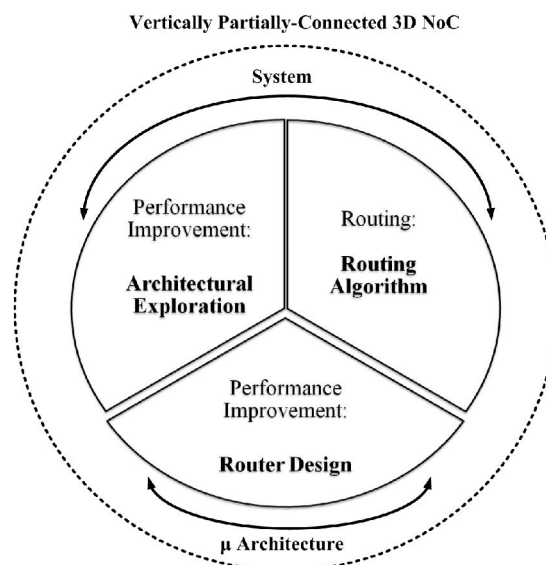 Vertically Partially-Connected 3D NoC
System
Performance
Improvement:
Architectural
Exploration
Routing:
Routing
Algorithm
Performance
Improvement:
Router Design
μ Architecture